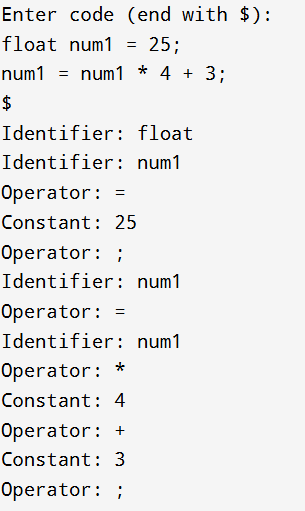 Enter code (end with $):
float num1 = 25;
num1 = num1 * 4 + 3;
$
Identifier: float
Identifier: num1
Operator: =
Constant: 25
Operator: ;
Identifier: num1
Operator: =
Identifier: num1
Operator: *
Constant: 4
Operator: +
Constant: 3
Operator: ;